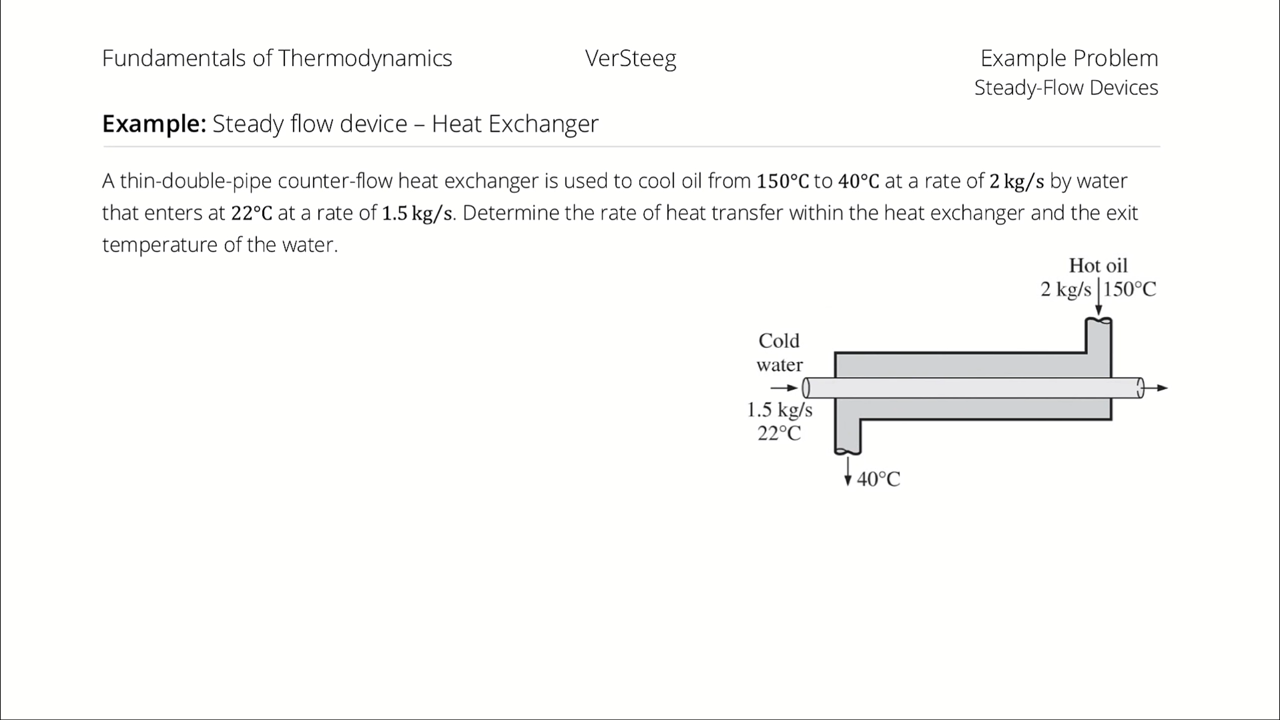 Fundamentals of Thermodynamics
VerSteeg
Example Problem
Steady-Flow Devices
Example: Steady flow device – Heat Exchanger
A thin-double-pipe counter-flow heat exchanger is used to cool oil from 150°C to 40°C at a rate of 2 kg/s by water
that enters at 22°C at a rate of 1.5 kg/s. Determine the rate of heat transfer within the heat exchanger and the exit
temperature of the water.
Hot oil
2 kg/s 150°C
Cold
water
1.5 kg/s
22°C
40°C